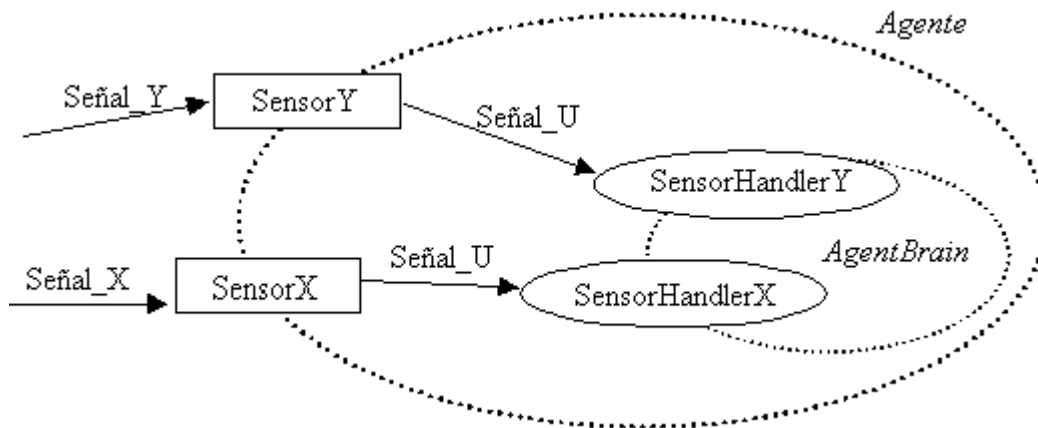 Agente
Señal_Y
SensorY
Señal_U
SensorHandlerY
AgentBrain
Señal_X
SensorX
Señal_U
SensorHandlerX